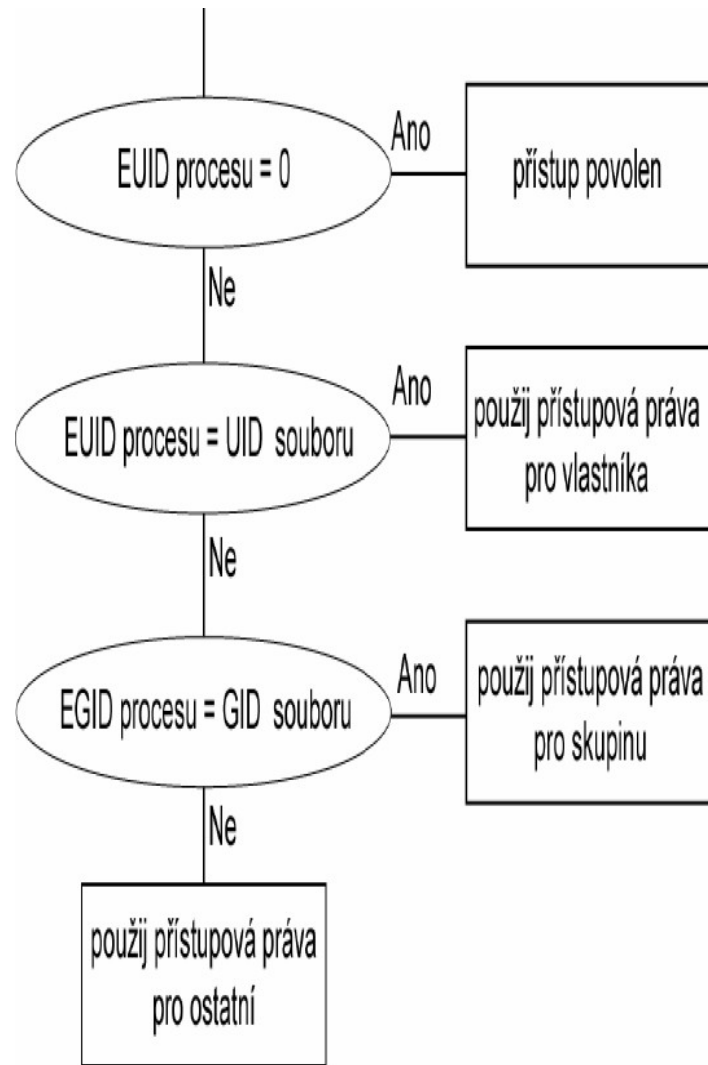 EUID procesu = 0
Ano
přístup povolen
Ne
EUID procesu = UID souboru
Ano
použij přístupová práva
pro vlastníka
Ne
EGID procesu = GID souboru
Ano
použij přístupová práva
pro skupinu
Ne
použij přístupová práva
pro ostatní